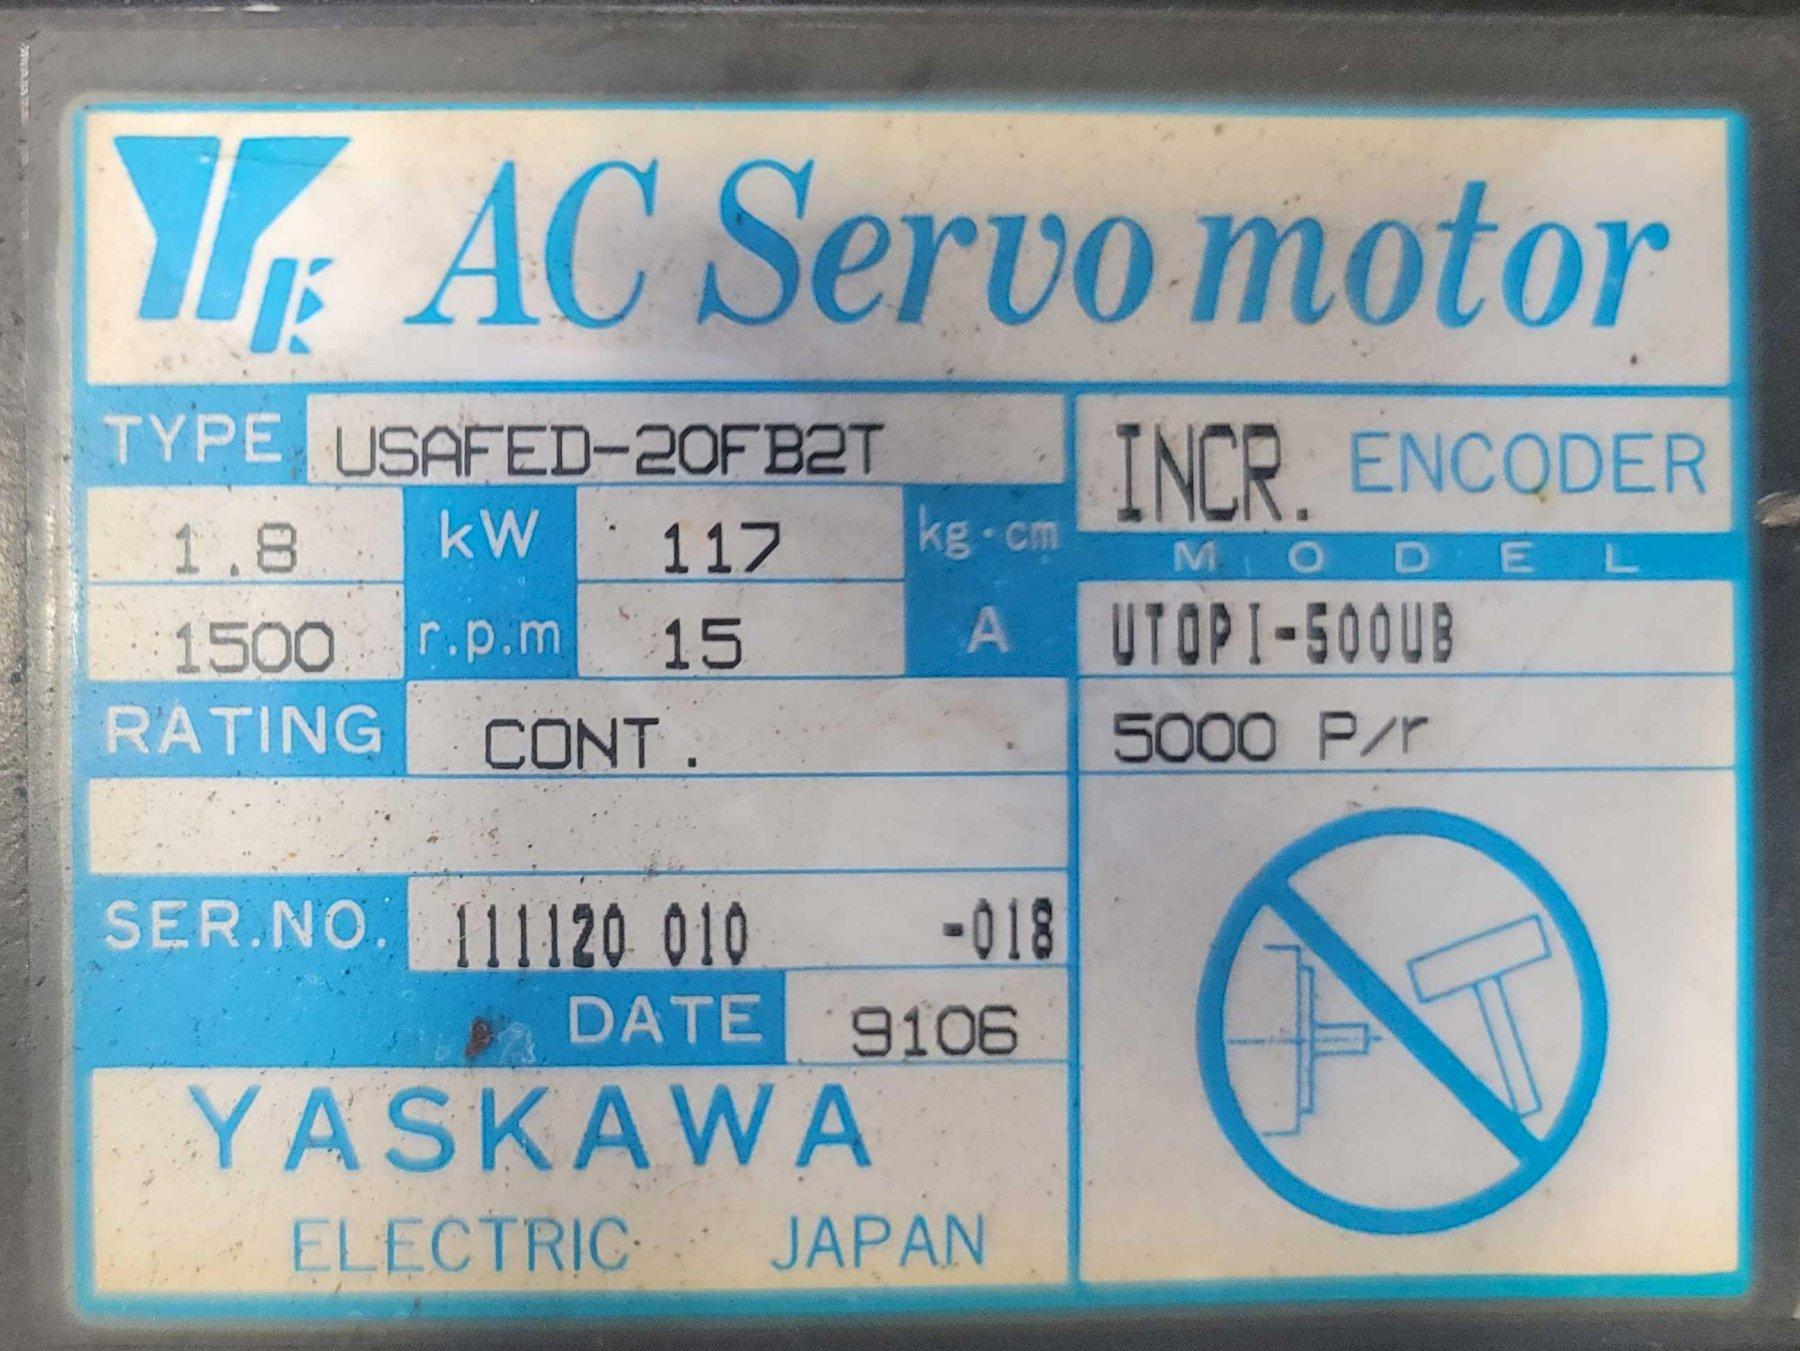 YK AC Servo motor
TYPE USAFED-20FB2T
1.8 kW 117 kg·cm
1500 r.p.m 15 A
RATING CONT.
SER.NO. 111120 010 -018
DATE 9106
YASKAWA
ELECTRIC JAPAN
INCR. ENCODER
MODEL
UTOPI-500UB
5000 P/r